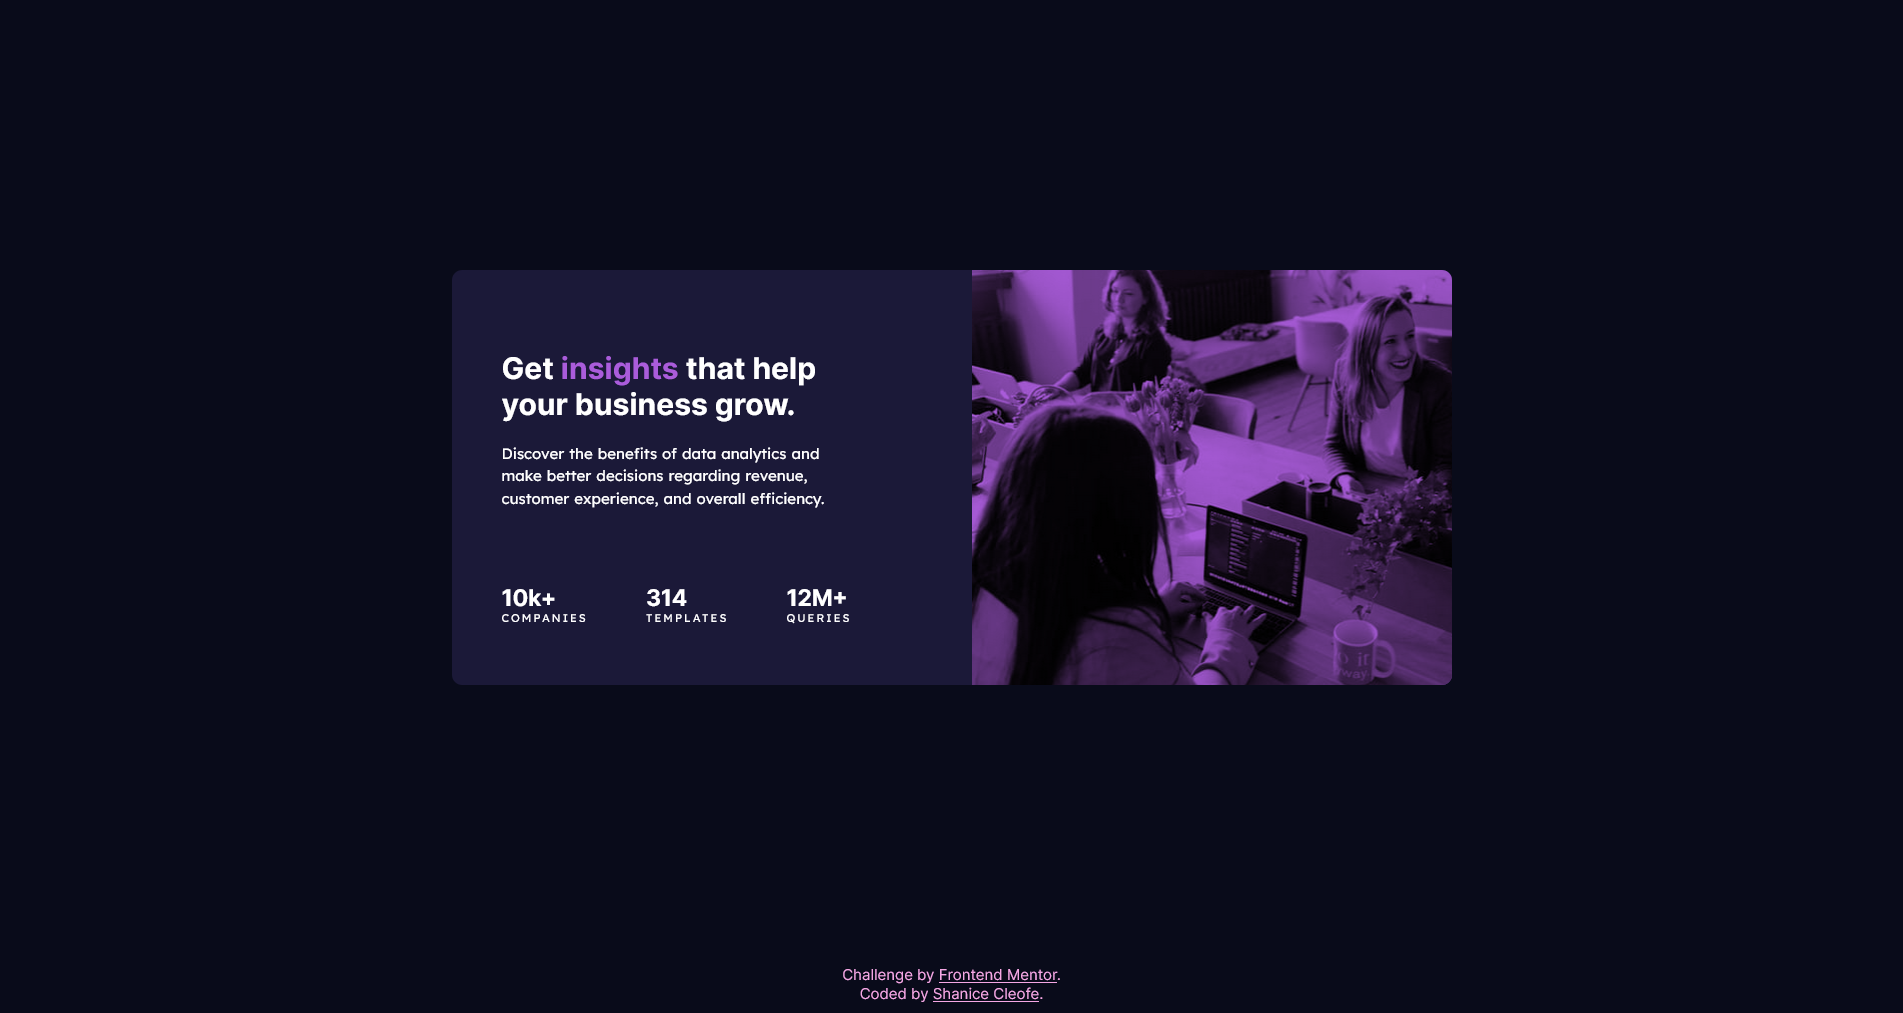 Get insights that help
your business grow.
Discover the benefits of data analytics and
make better decisions regarding revenue,
customer experience, and overall efficiency.
10k+
COMPANIES
314
TEMPLATES
12M+
QUERIES
it
way
Challenge by Frontend Mentor.
Coded by Shanice Cleofe.